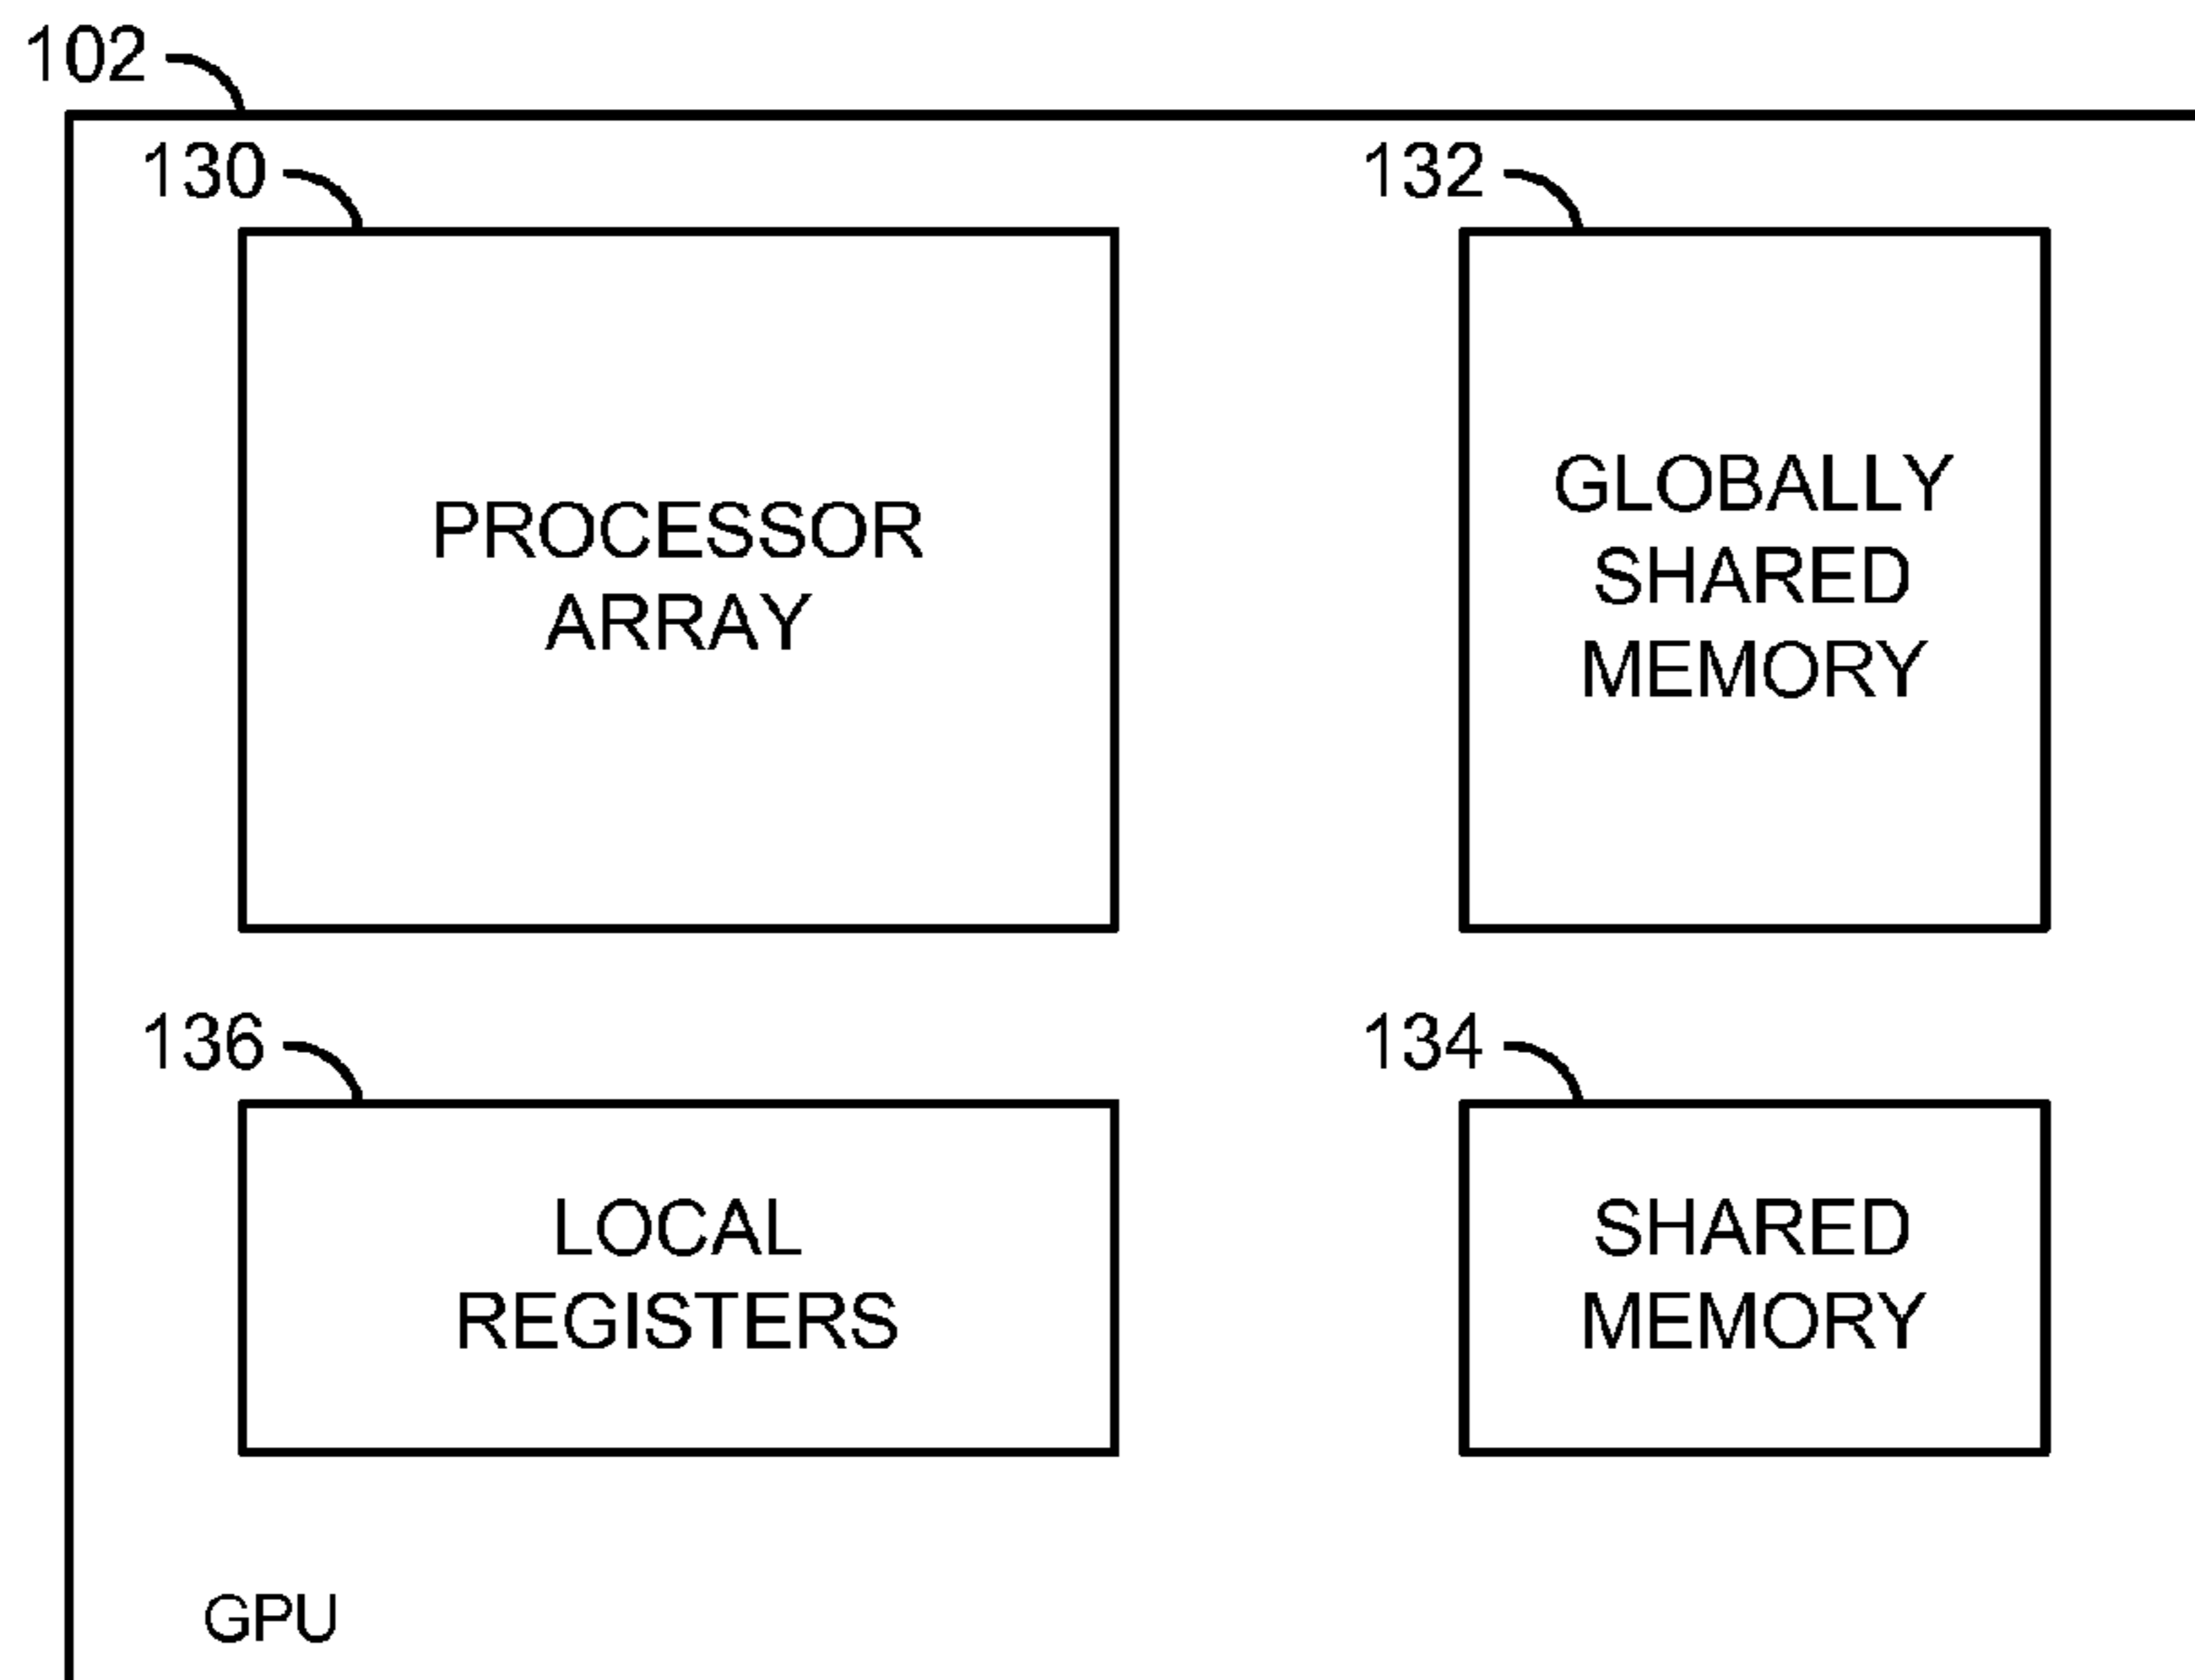 102
130
132
PROCESSOR
ARRAY
GLOBALLY
SHARED
MEMORY
136
134
LOCAL
REGISTERS
SHARED
MEMORY
GPU